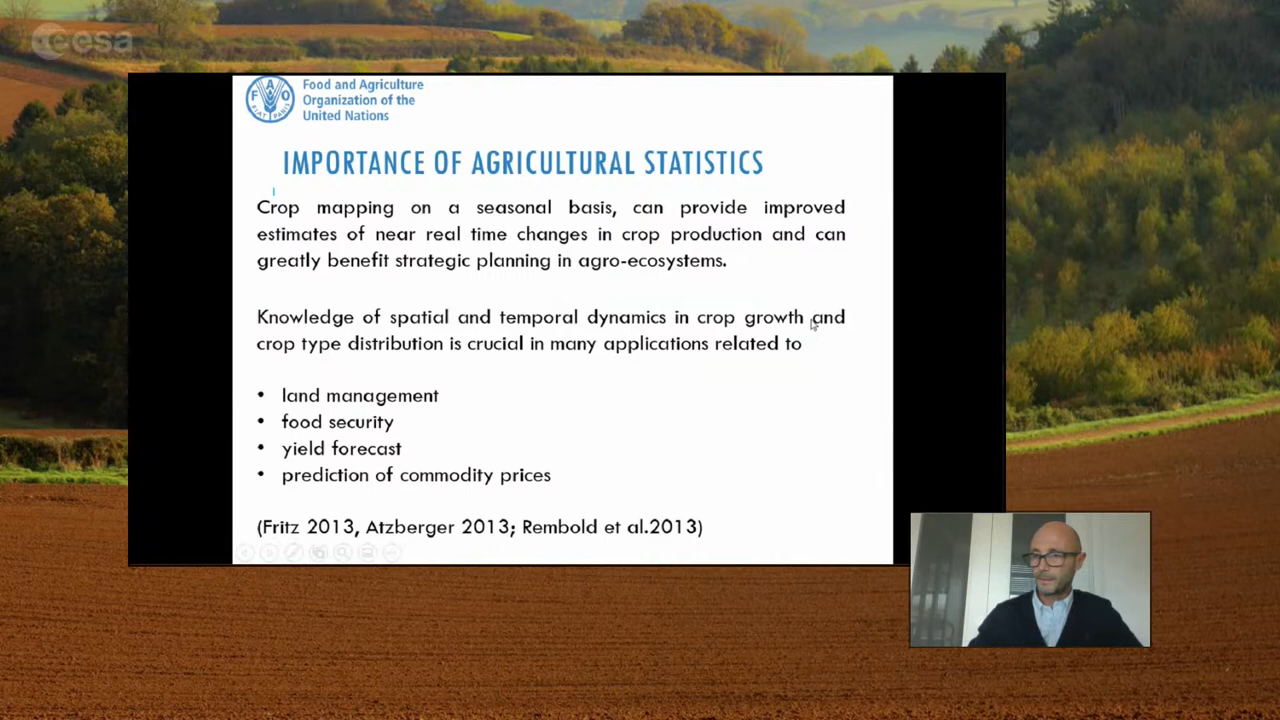 esa
Food and Agriculture
Organization of the
United Nations
FAO
FIAT PANIS
IMPORTANCE OF AGRICULTURAL STATISTICS
Crop mapping on a seasonal basis, can provide improved
estimates of near real time changes in crop production and can
greatly benefit strategic planning in agro-ecosystems.
Knowledge of spatial and temporal dynamics in crop growth and
crop type distribution is crucial in many applications related to
• land management
• food security
• yield forecast
• prediction of commodity prices
(Fritz 2013, Atzberger 2013; Rembold et al.2013)